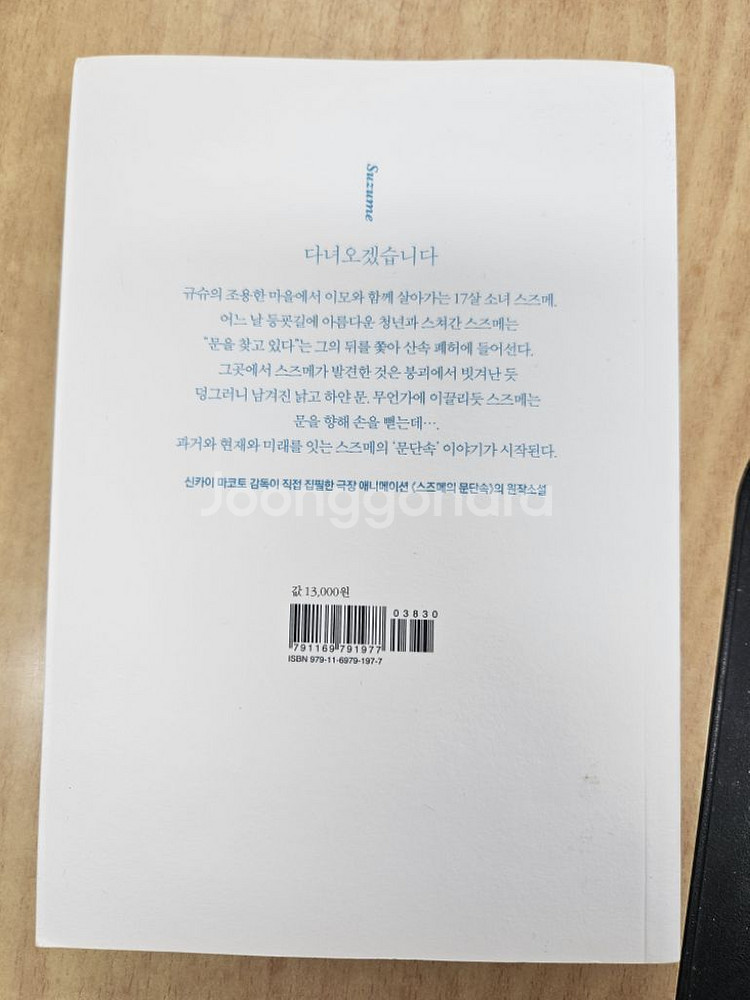 Suzume
다녀오겠습니다
규슈의 조용한 마을에서 이모와 함께 살아가는 17살 소녀 스즈메.
어느 날 등굣길에 아름다운 청년과 스쳐간 스즈메는
"문을 찾고 있다"는 그의 뒤를 쫓아 산속 폐허에 들어선다.
그곳에서 스즈메가 발견한 것은 붕괴에서 빗겨난 듯
덩그러니 남겨진 낡고 하얀 문. 무언가에 이끌리듯 스즈메는
문을 향해 손을 뻗는데….
과거와 현재와 미래를 잇는 스즈메의 '문단속' 이야기가 시작된다.
신카이 마코토 감독이 직접 집필한 극장 애니메이션 〈스즈메의 문단속〉의 원작소설
Joonggonara
값 13,000원
03830
791169791977
ISBN 979-11-6979-197-7